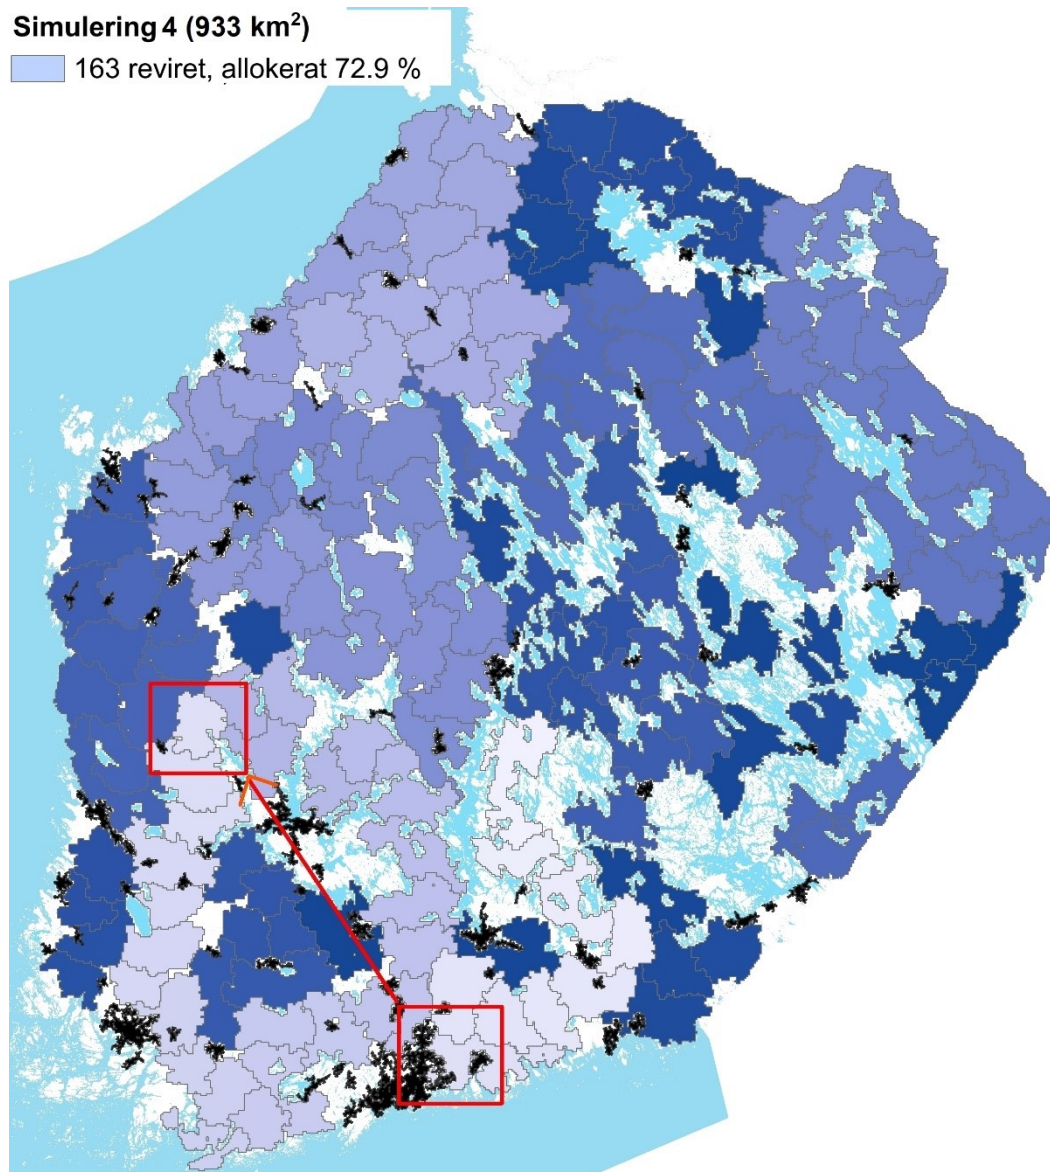 Simulering 4 (933 km²)
163 reviret, allokerat 72.9 %